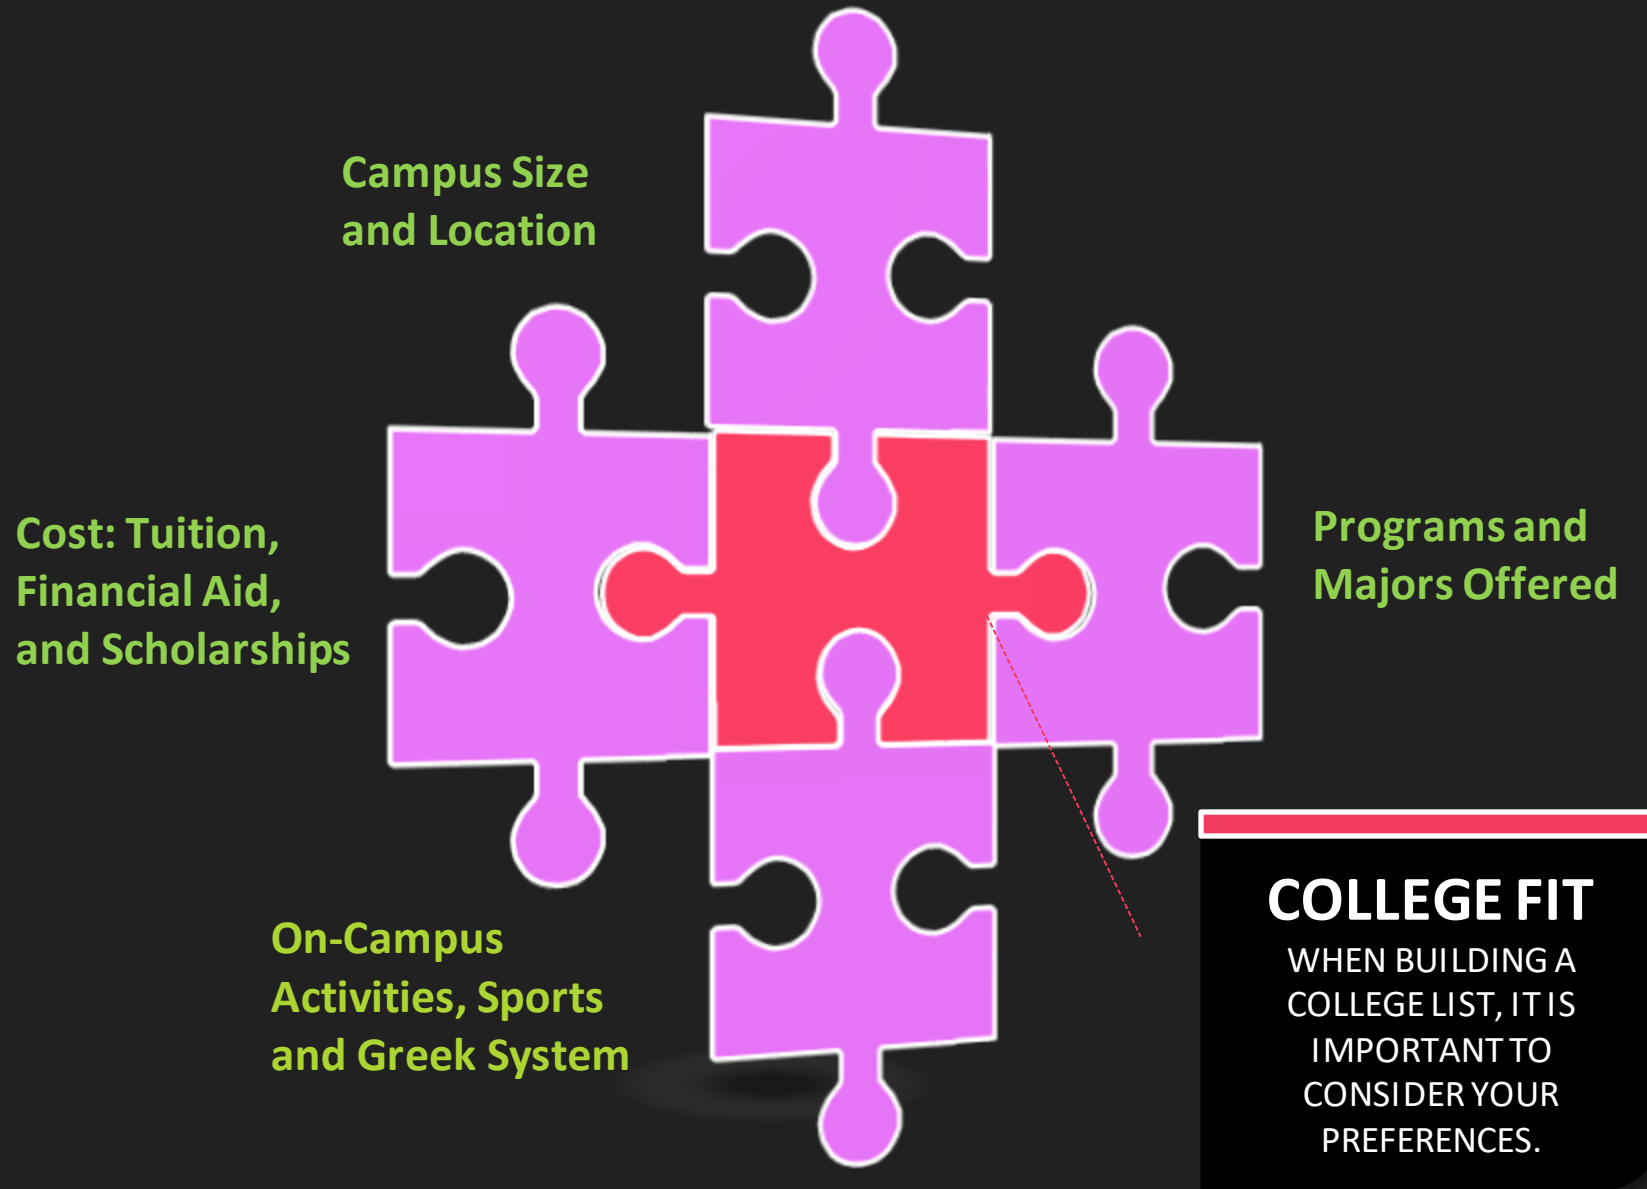 Campus Size
and Location
Cost: Tuition,
Financial Aid,
and Scholarships
Programs and
Majors Offered
On-Campus
Activities, Sports
and Greek System
COLLEGE FIT
WHEN BUILDING A
COLLEGE LIST, IT IS
IMPORTANT TO
CONSIDER YOUR
PREFERENCES.